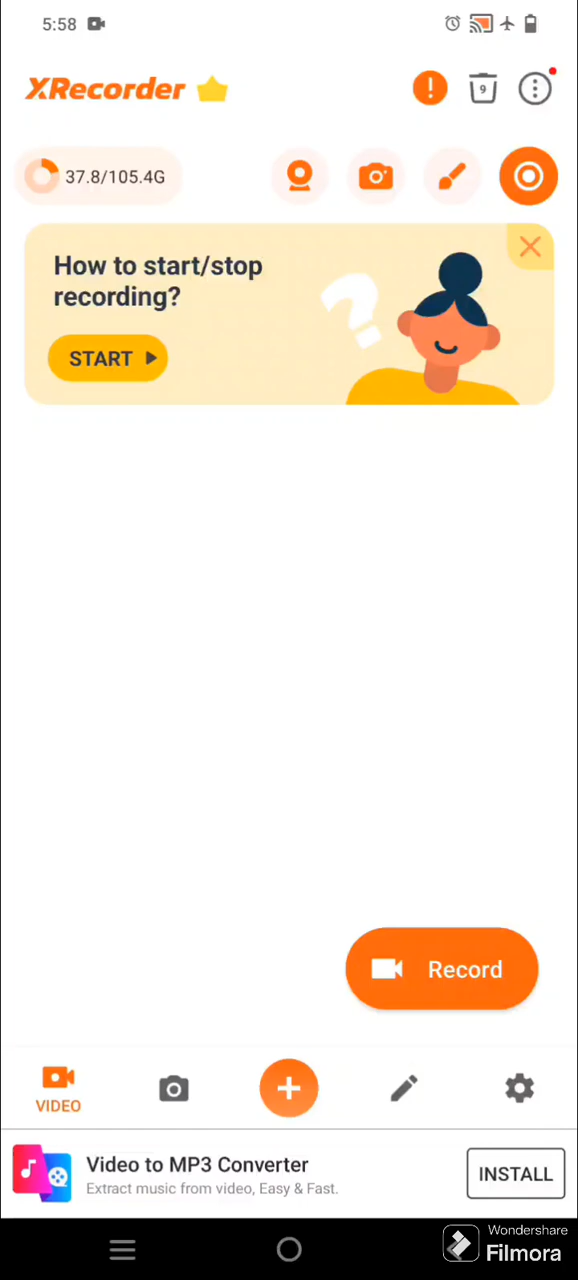 5:58
XRecorder
9
37.8/105.4G
How to start/stop
recording?
START
Record
VIDEO
Video to MP3 Converter
Extract music from video, Easy & Fast.
INSTALL
Wondershare
Filmora